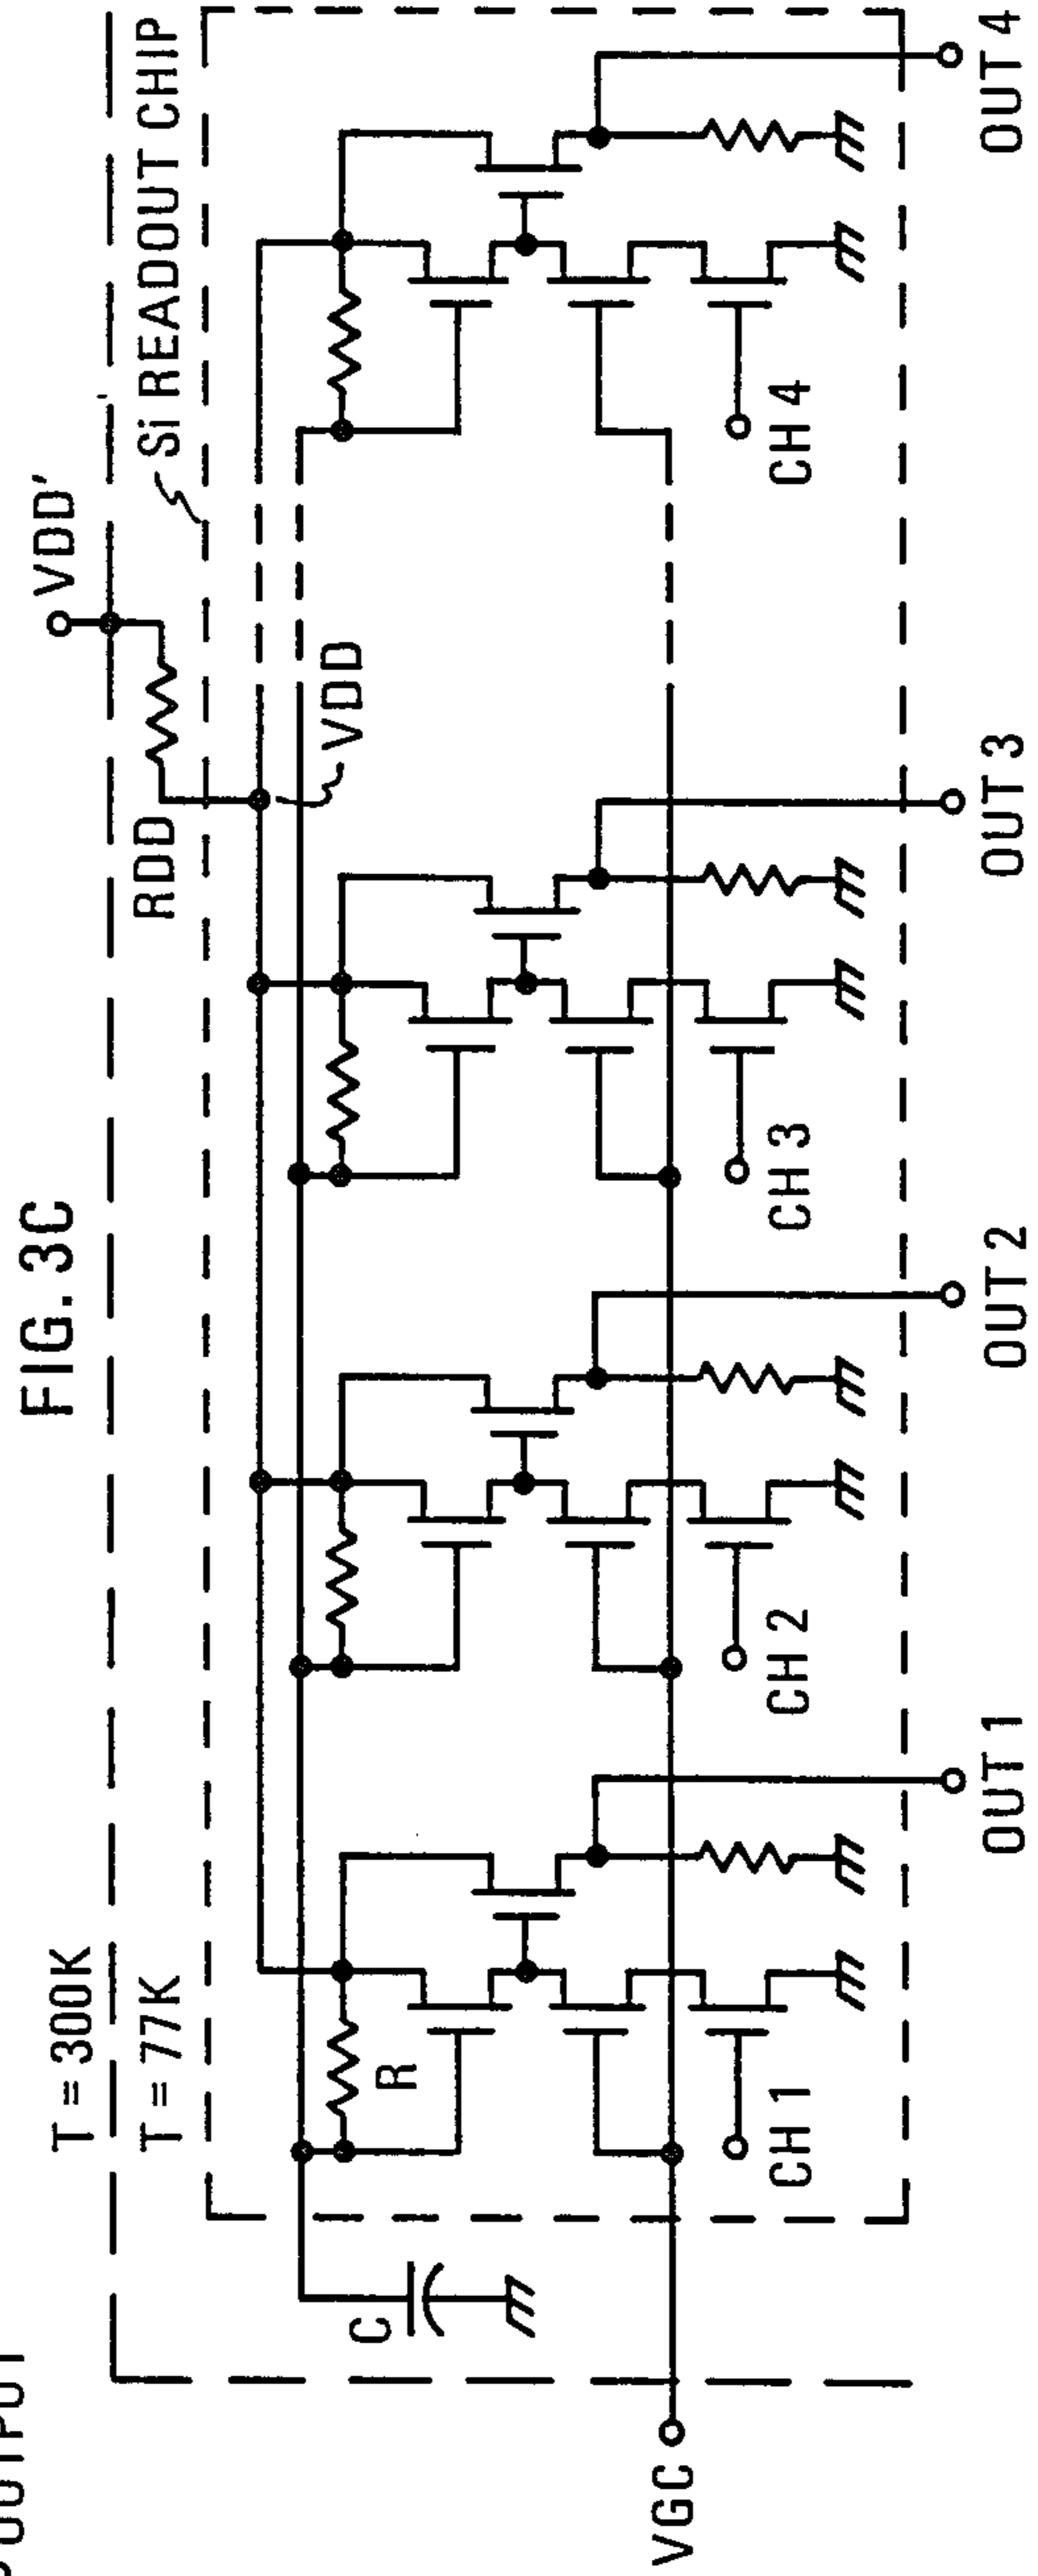 OUTPUT
FIG. 3C
T = 300K
T = 77K
VDD'
RDD
Si READOUT CHIP
VDD
C
R
VGC
CH 1
CH 2
CH 3
CH 4
OUT 1
OUT 2
OUT 3
OUT 4